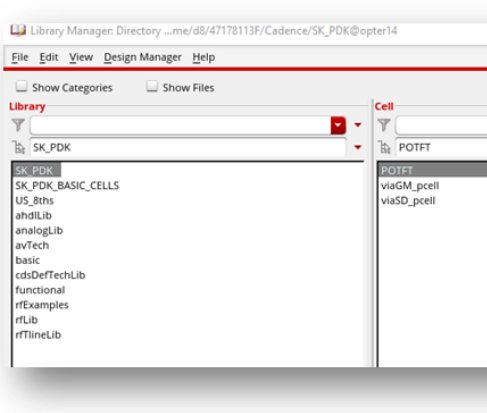 Library Manager: Directory ...me/d8/47178113F/Cadence/SK_PDK@opter14
File Edit View Design Manager Help
Show Categories Show Files
Library Cell
SK_PDK POTFT
SK_PDK POTFT
SK_PDK_BASIC_CELLS viaGM_pcell
US_8ths viaSD_pcell
ahdlLib
analogLib
avTech
basic
cdsDefTechLib
functional
rfExamples
rfLib
rfTlineLib